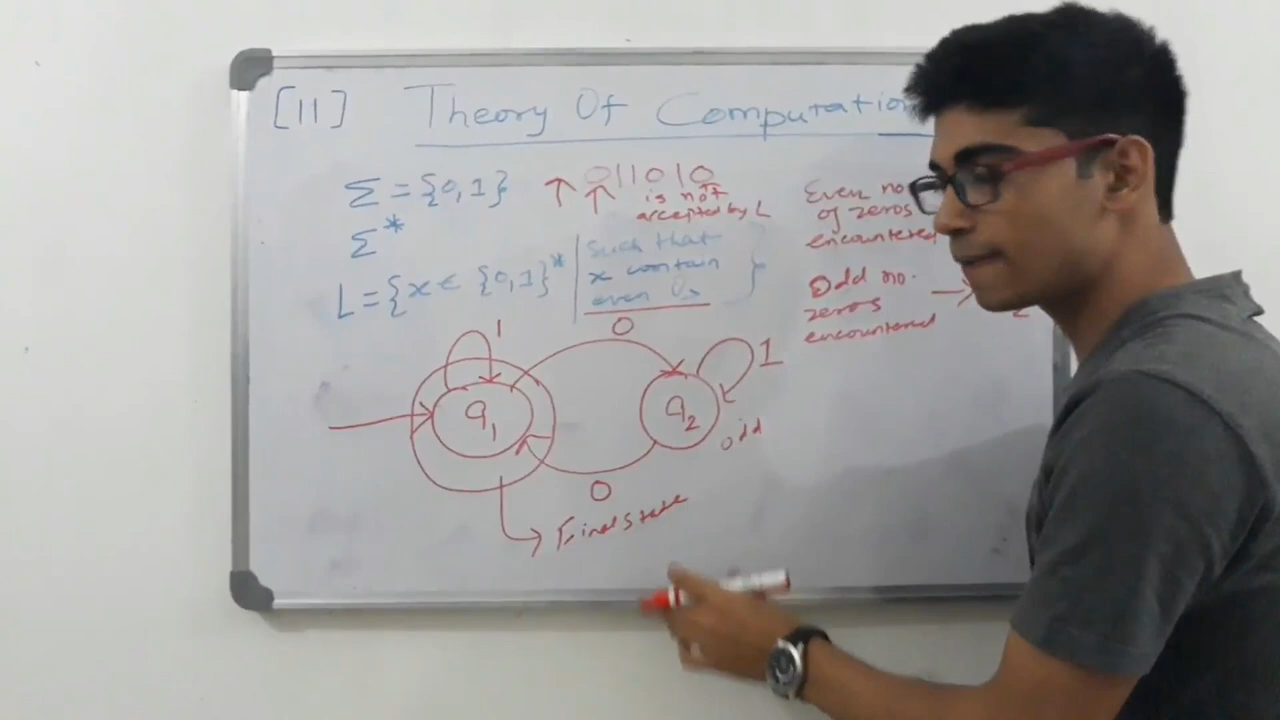 [11] Theory Of Computation
Σ = {0,1}
Σ*
L = {x ∈ {0,1}* | Such that
x contain
even 0s }
↑ ↑ 011010
is not
accepted by L
Even no
of zeros
encountered
Odd no. →
zeros
encountered
1
0
q1
q2
1
odd
0
Final state